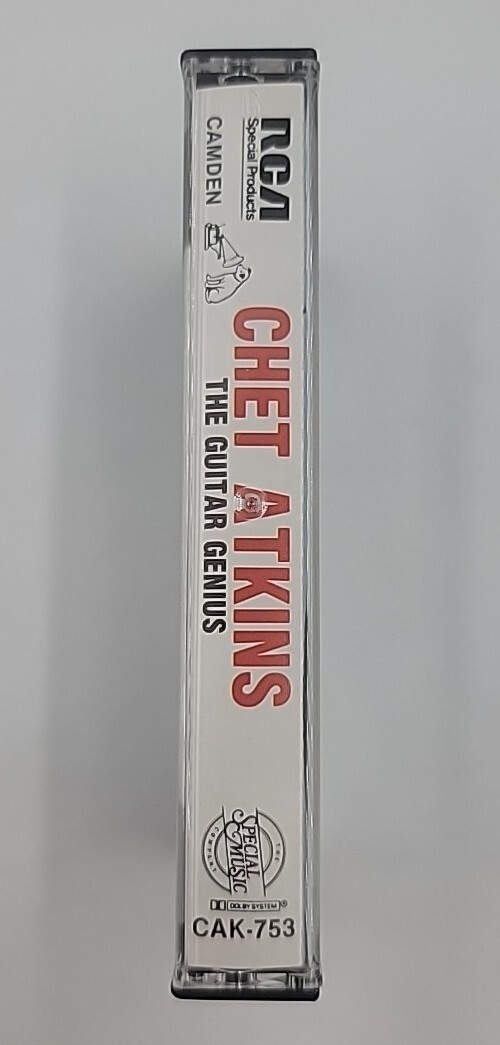 RCA
Special Products
CAMDEN
CHET ATKINS
THE GUITAR GENIUS
THE
SPECIAL
MUSIC
COMPANY
DOLBY SYSTEM®
CAK-753